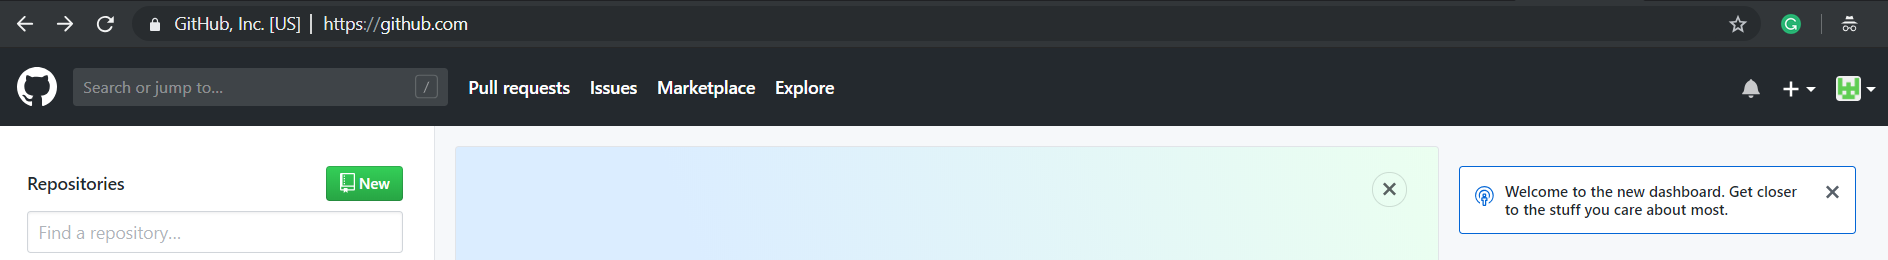 GitHub, Inc. [US] | https://github.com
Search or jump to... /
Pull requests Issues Marketplace Explore
Repositories
New
Find a repository...
Welcome to the new dashboard. Get closer
to the stuff you care about most.